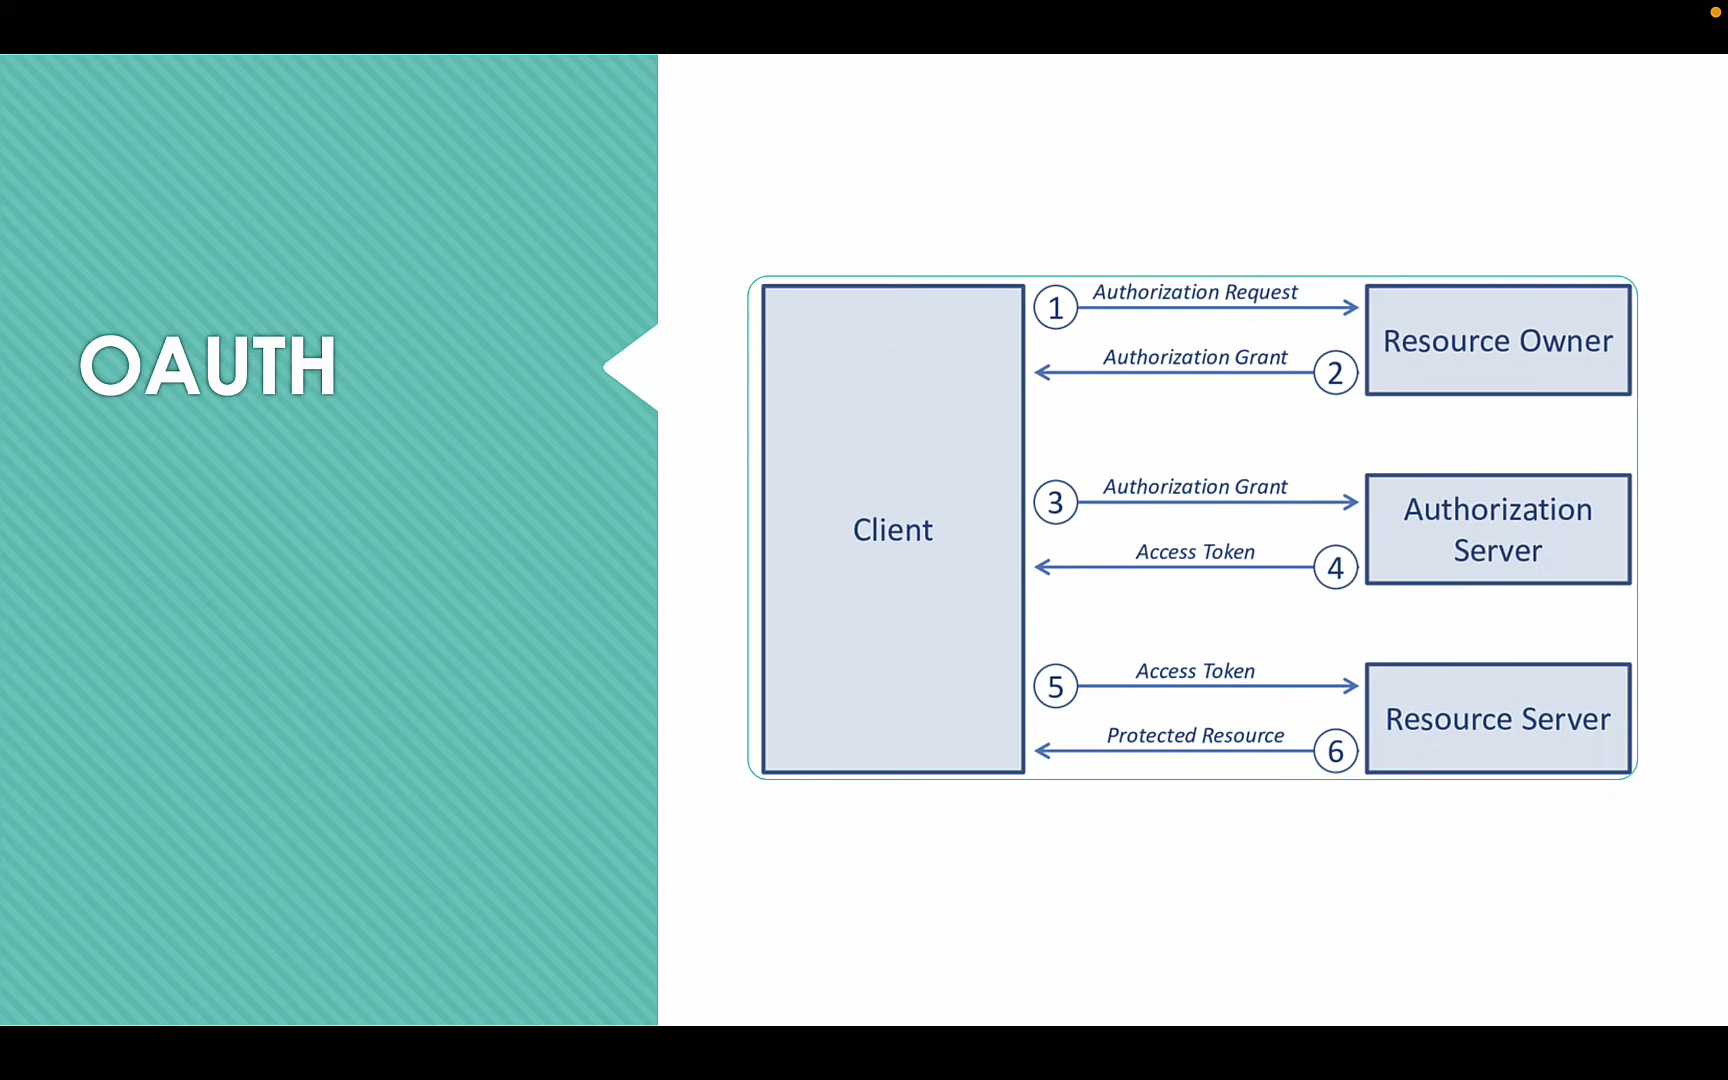 OAUTH
Client
1
Authorization Request
Resource Owner
Authorization Grant
2
3
Authorization Grant
Authorization
Server
Access Token
4
5
Access Token
Resource Server
Protected Resource
6